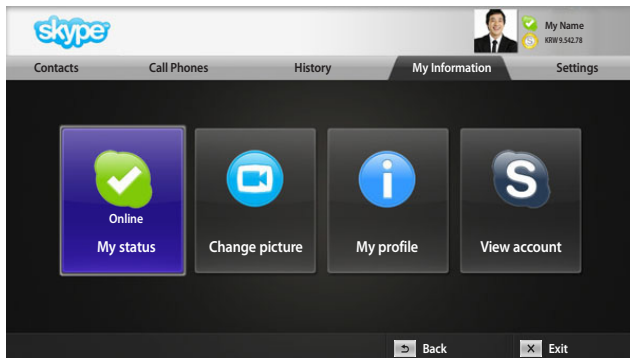 skype
My Name
KRW 9.542.78
Contacts Call Phones History My Information Settings
Online
My status Change picture My profile View account
Back Exit